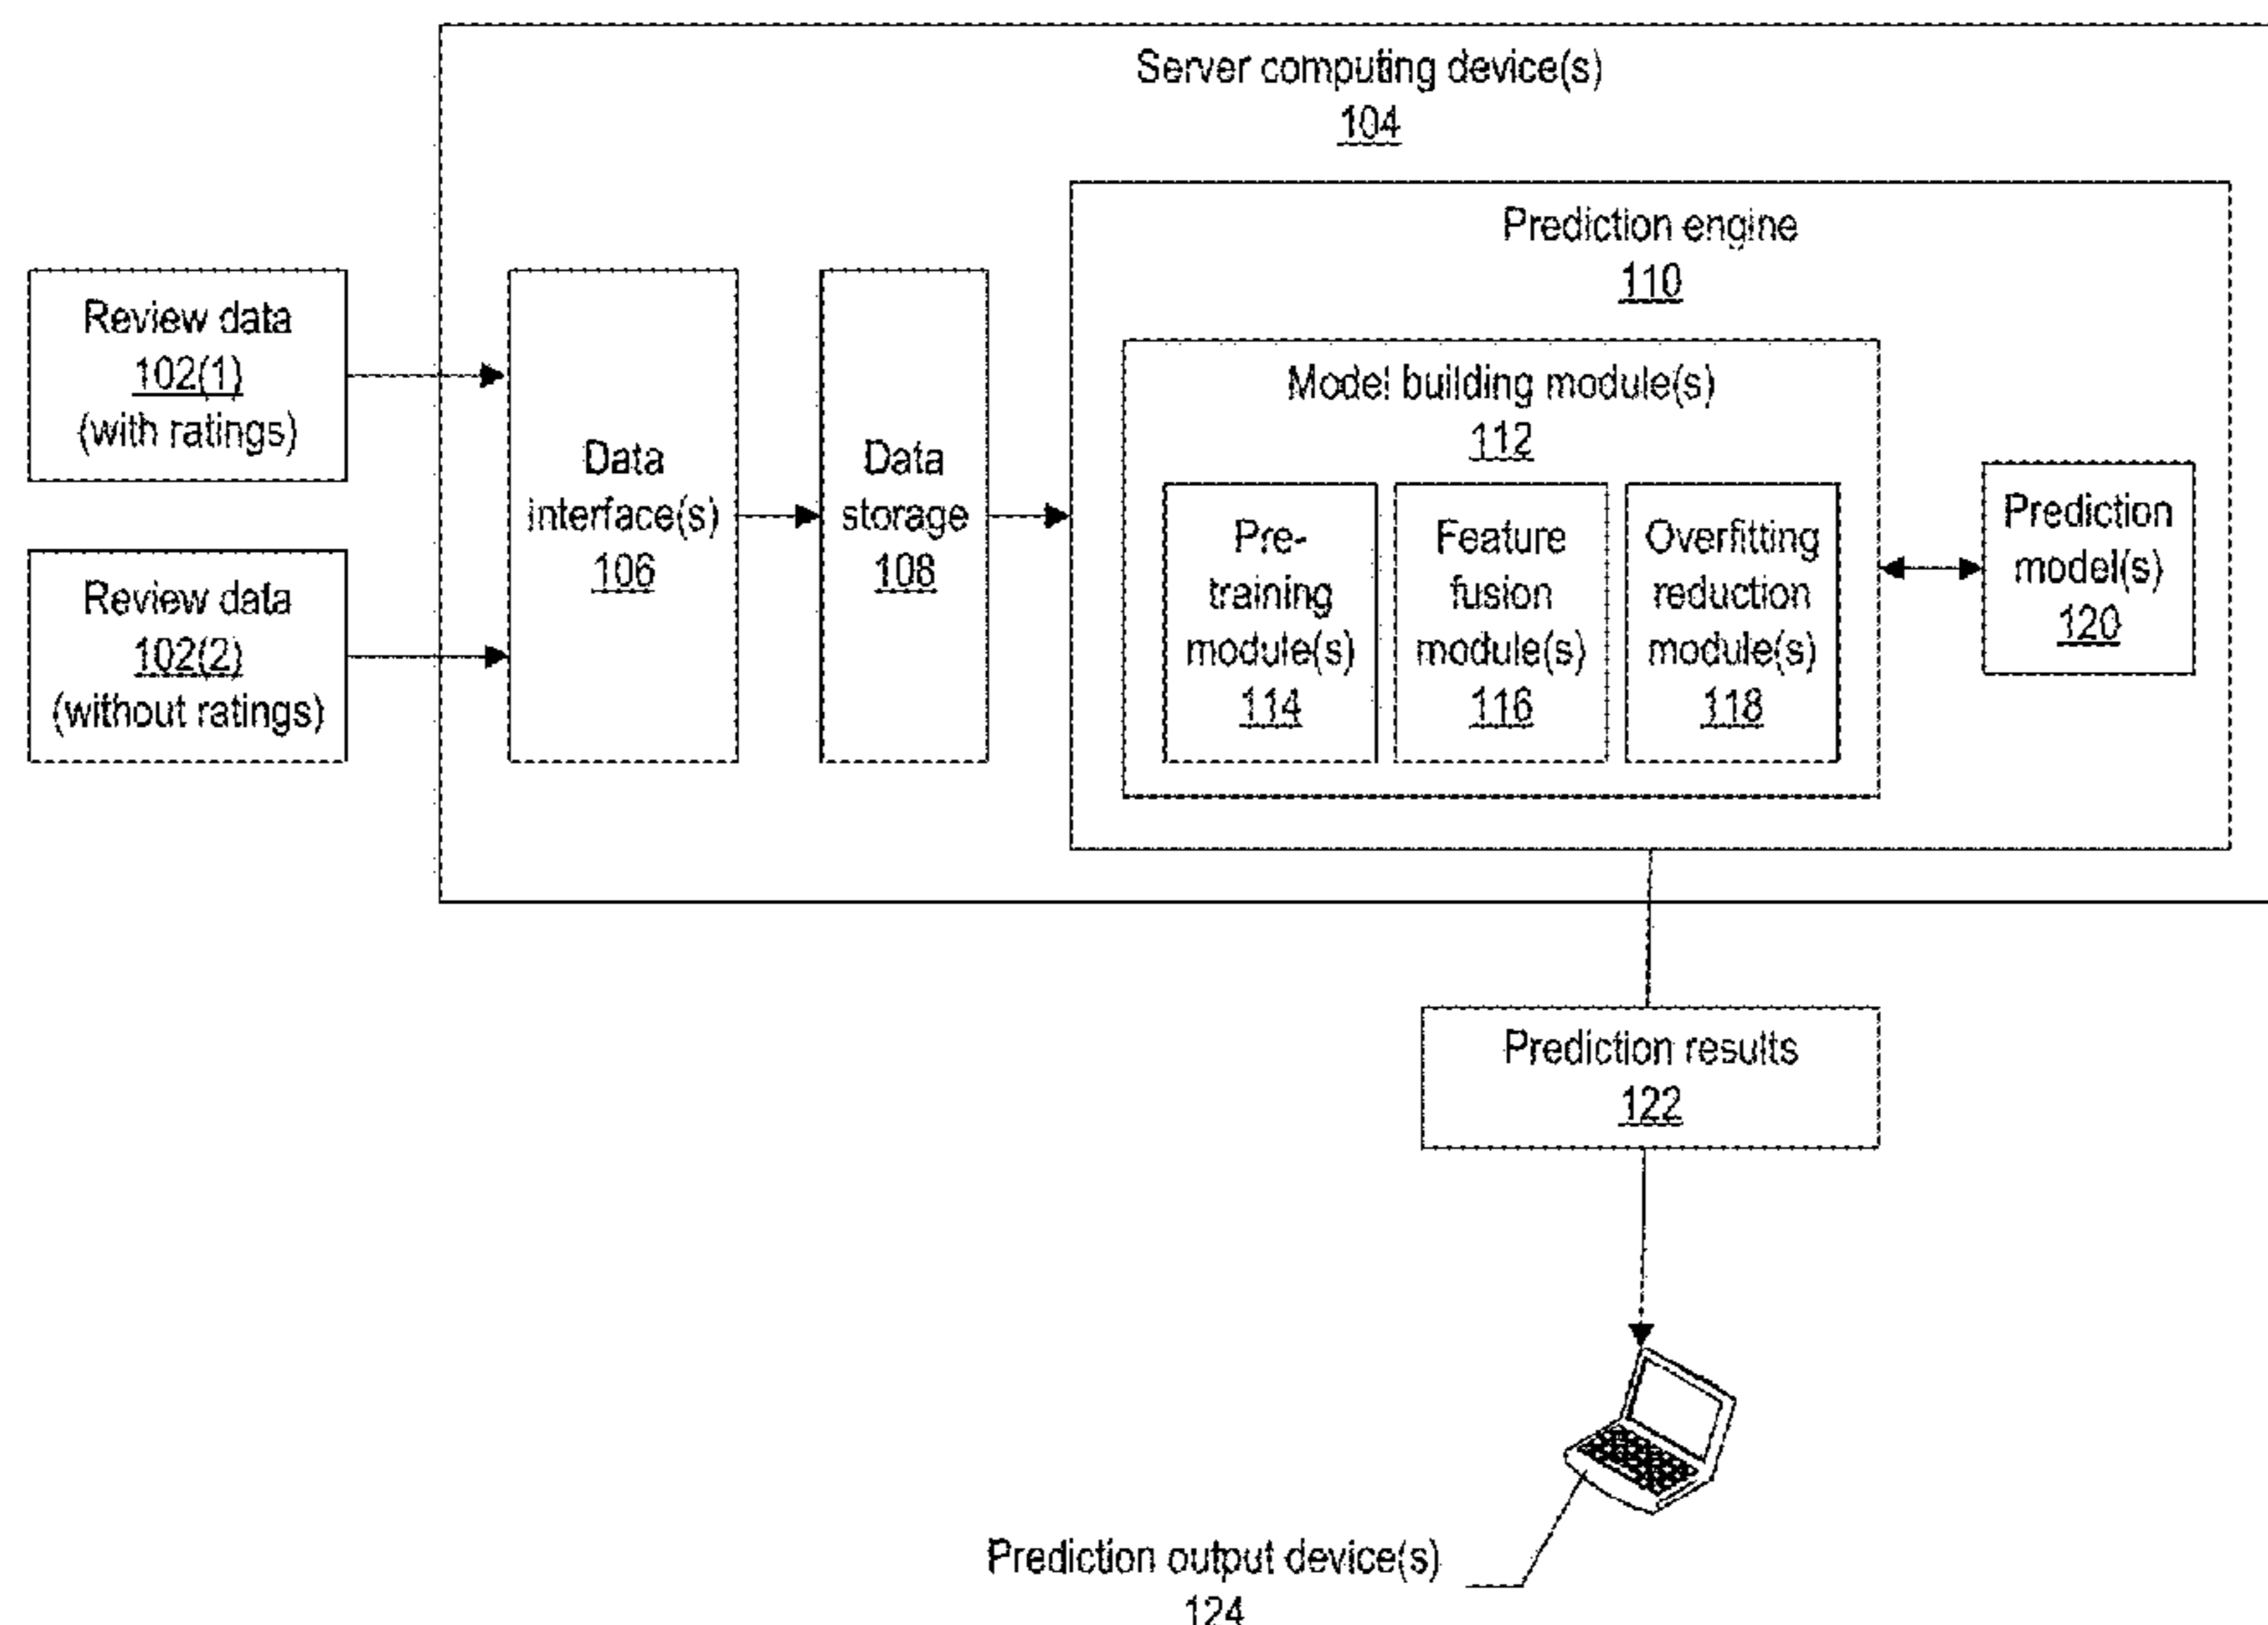 Server computing device(s)
104
Prediction engine
110
Review data
102(1)
(with ratings)
Review data
102(2)
(without ratings)
Data
interface(s)
106
Data
storage
108
Model building module(s)
112
Pre-
training
module(s)
114
Feature
fusion
module(s)
116
Overfitting
reduction
module(s)
118
Prediction
model(s)
120
Prediction results
122
Prediction output device(s)
124